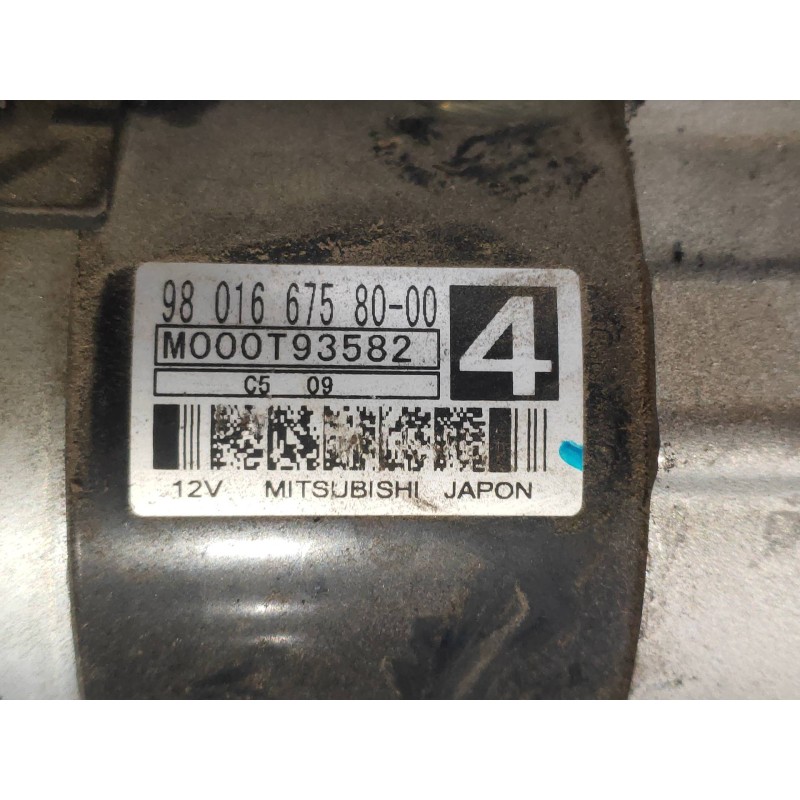 98 016 675 80-00
4
M000T93582
C5 09
12V MITSUBISHI JAPON